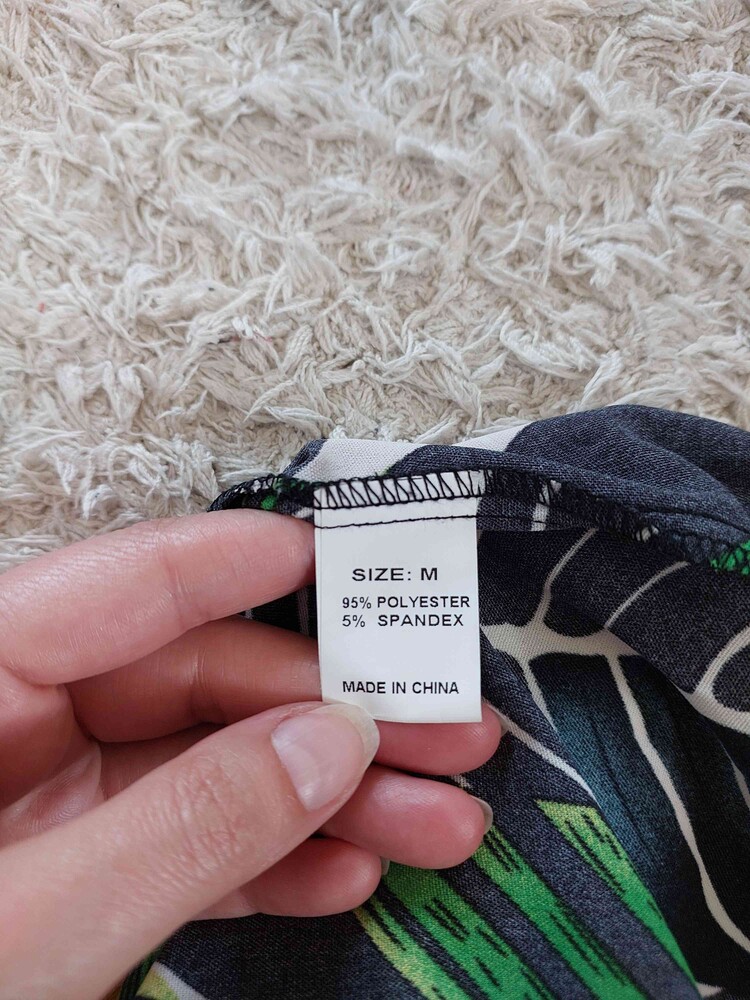 SIZE: M
95% POLYESTER
5% SPANDEX
MADE IN CHINA